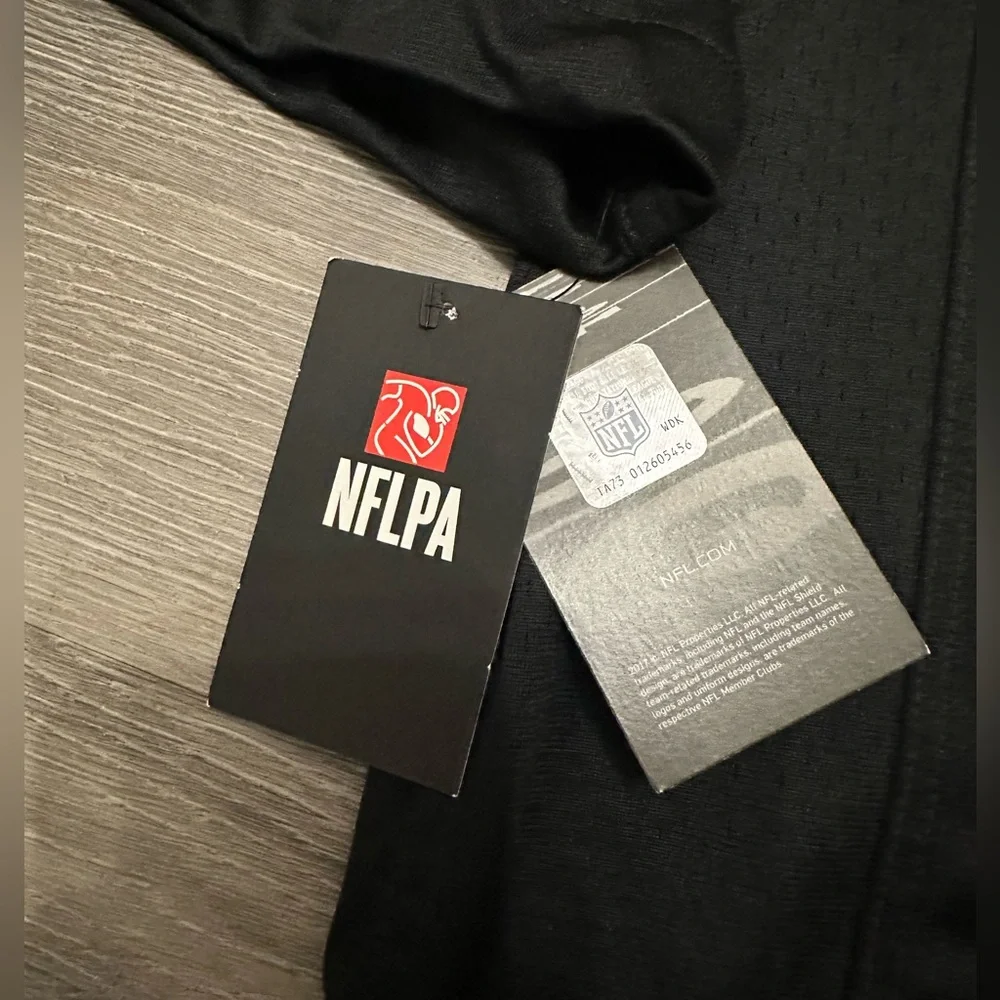 NFLPA
NFL
WDK
TA73 012605456
NFL.COM
2017 © NFL Properties LLC. All NFL-related
trademarks, including NFL and the NFL Shield
design, are trademarks of NFL Properties LLC. All
team-related trademarks, including team names,
logos and uniform designs, are trademarks of the
respective NFL Member Clubs.